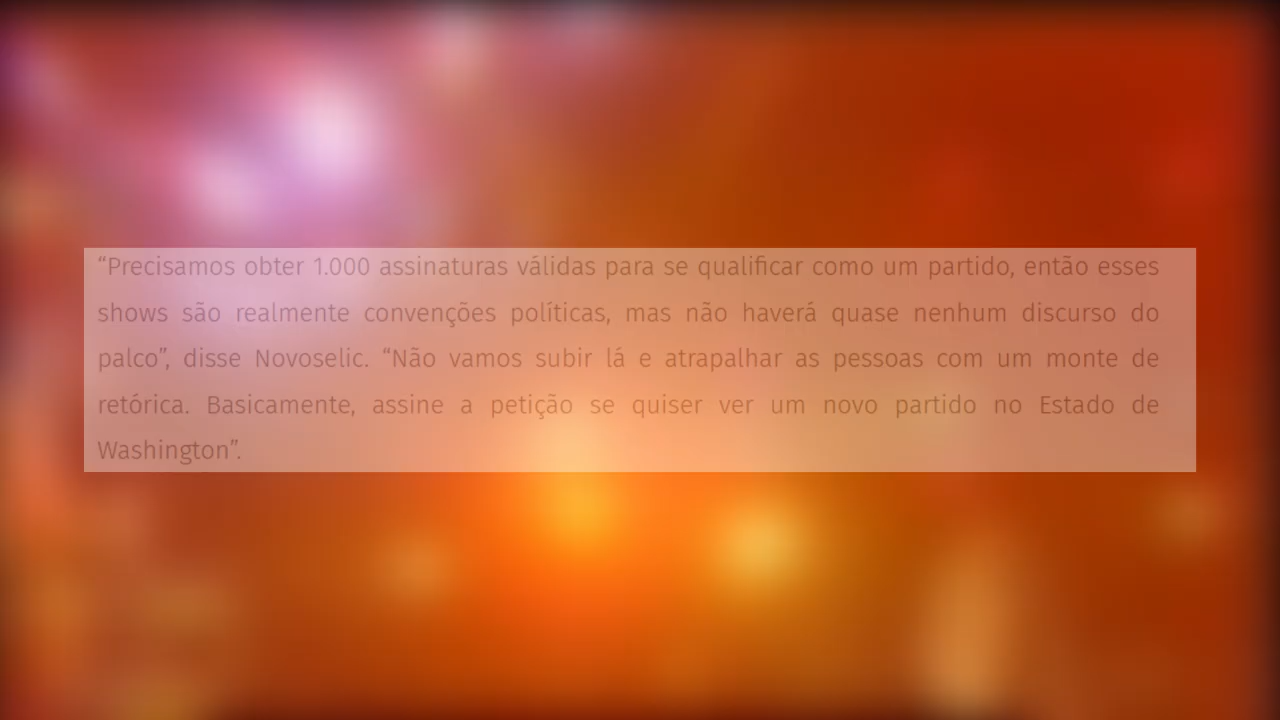 “Precisamos obter 1.000 assinaturas válidas para se qualificar como um partido, então esses
shows são realmente convenções políticas, mas não haverá quase nenhum discurso do
palco”, disse Novoselic. “Não vamos subir lá e atrapalhar as pessoas com um monte de
retórica. Basicamente, assine a petição se quiser ver um novo partido no Estado de
Washington”.